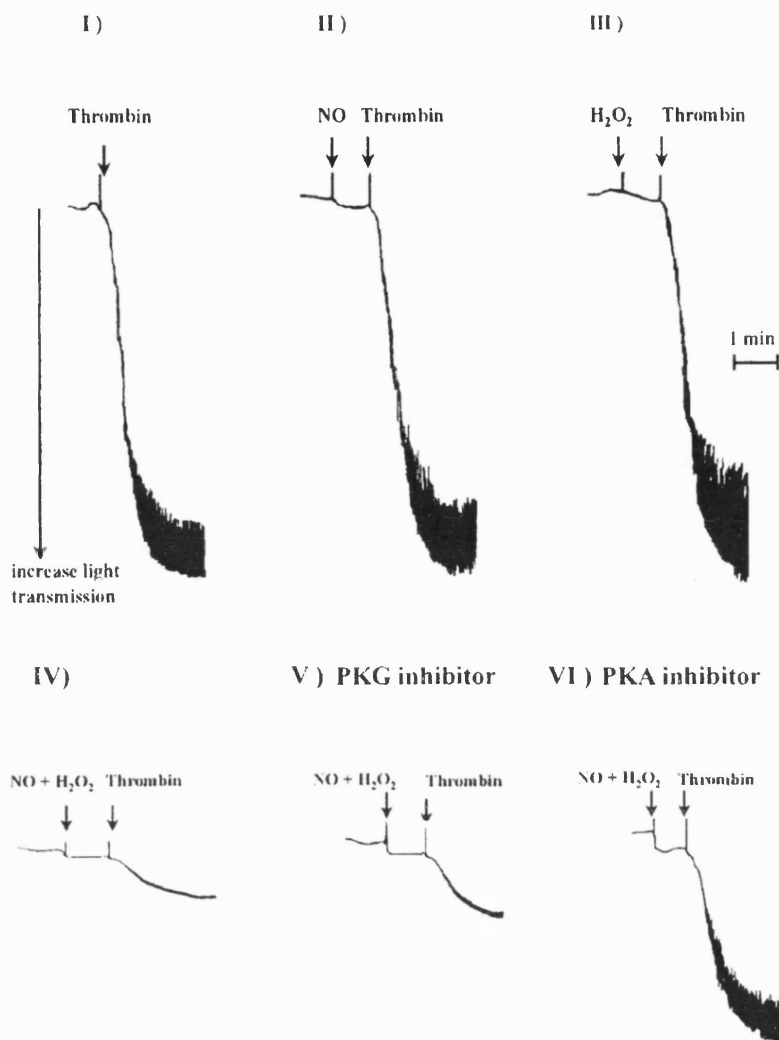 I)
II)
III)
Thrombin
NO Thrombin
H₂O₂ Thrombin
1 min
increase light
transmission
IV)
V) PKG inhibitor
VI) PKA inhibitor
NO + H₂O₂ Thrombin
NO + H₂O₂ Thrombin
NO + H₂O₂ Thrombin